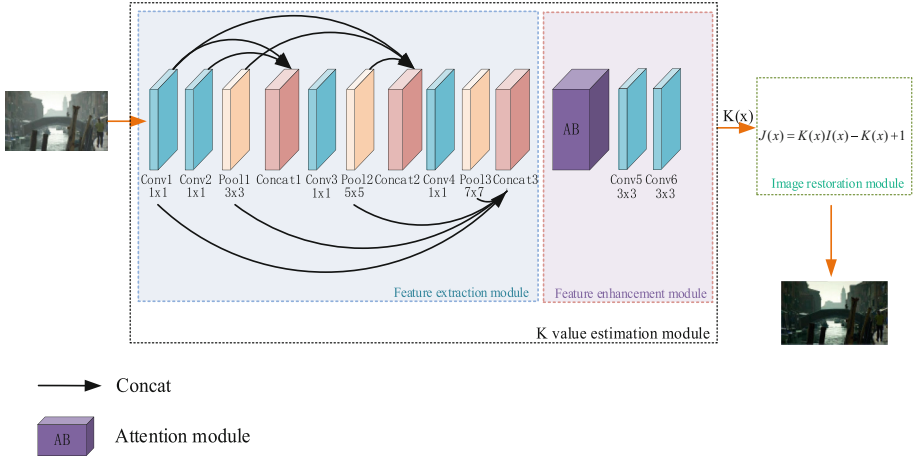 K(x)
AB
J(x)=K(x)I(x)−K(x)+1
Conv1 Conv2 Pool1 Concat1 Conv3 Pool2 Concat2 Conv4 Pool3 Concat3 Conv5 Conv6
1x1 1x1 3x3 1x1 5x5 1x1 7x7 3x3 3x3
Image restoration module
Feature extraction module
Feature enhancement module
K value estimation module
Concat
AB
Attention module